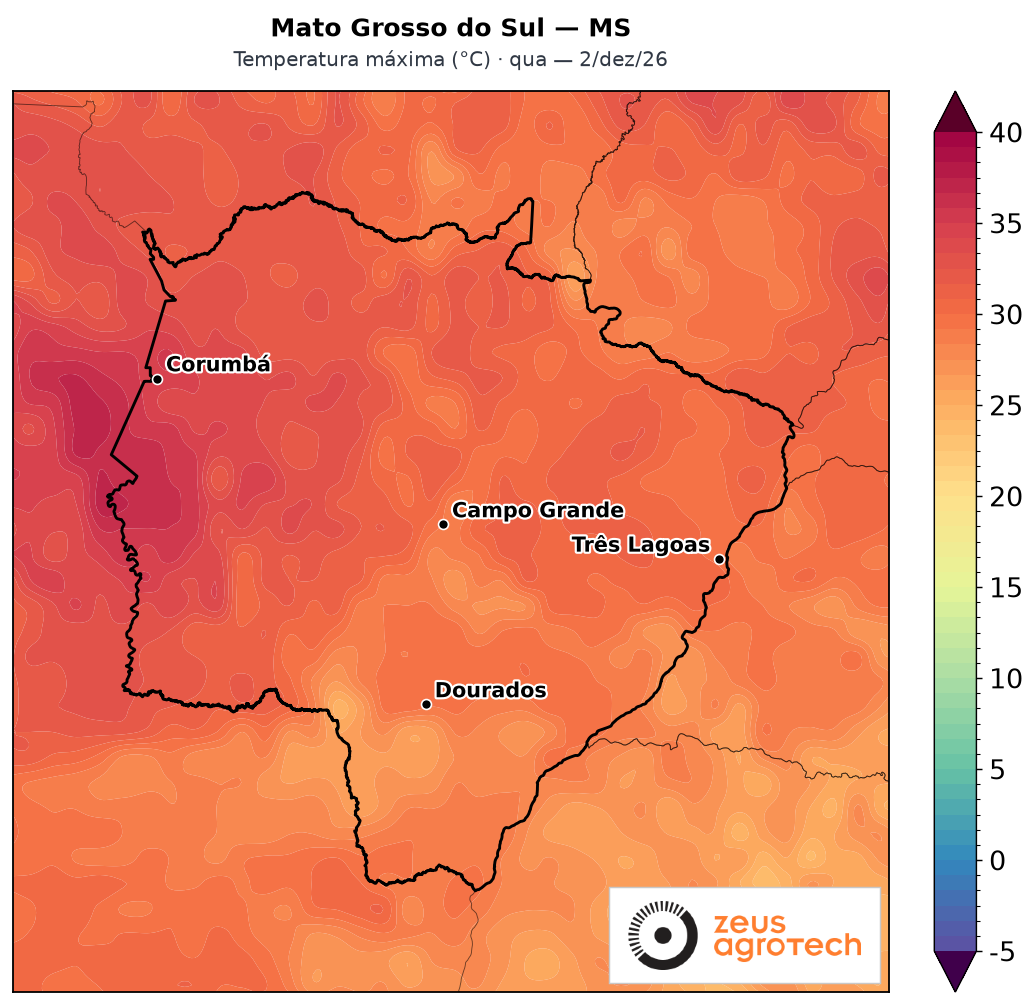 Mato Grosso do Sul — MS
Temperatura máxima (°C) · qua — 2/dez/26
Corumbá
Campo Grande
Três Lagoas
Dourados
40
35
30
25
20
15
10
5
0
-5
zeus
agrotech